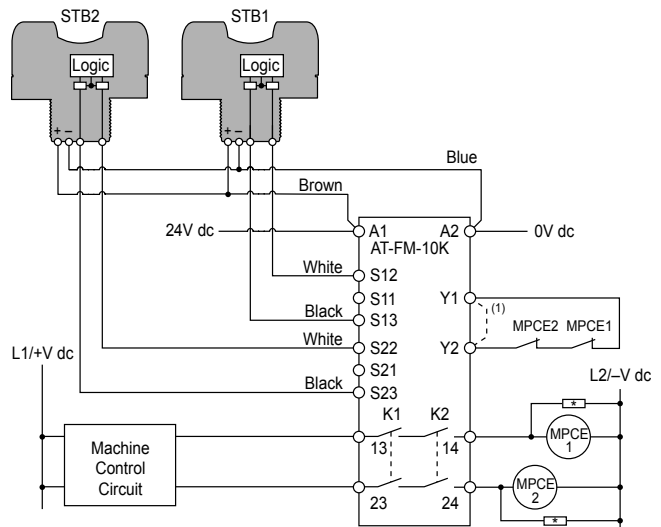 STB2 STB1
Logic Logic
+ − + −
Blue
Brown
24V dc A1 A2 0V dc
AT-FM-10K
White S12
S11 Y1 (1)
Black S13 MPCE2 MPCE1
White S22 Y2
L1/+V dc S21 L2/–V dc
Black S23
K1 K2 *
Machine
Control
Circuit
13 14 MPCE
1
23 24 MPCE
2
*